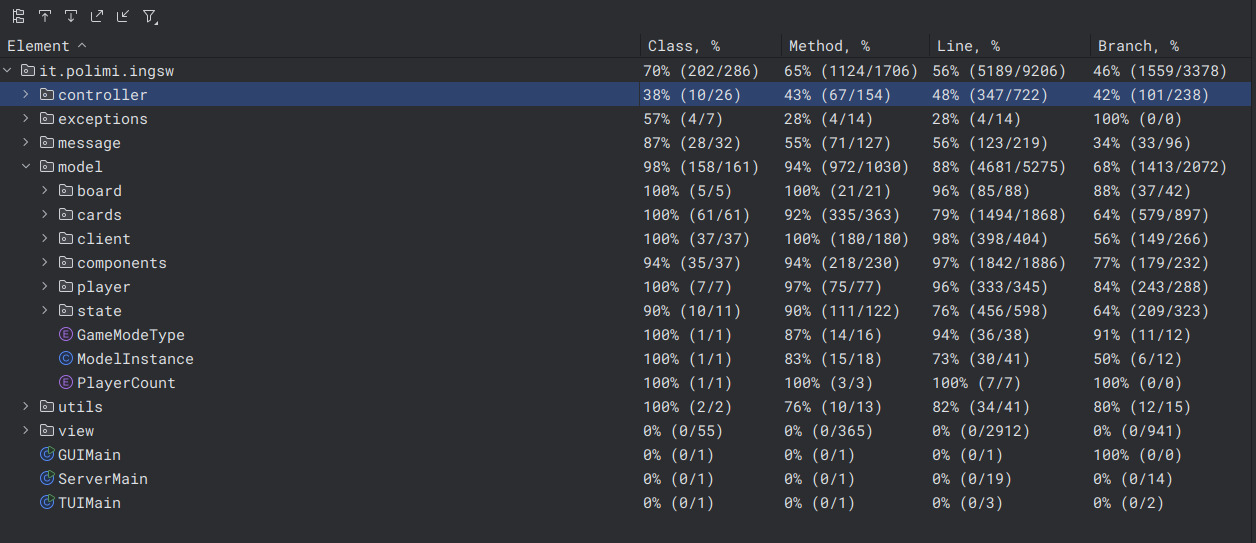 Element Class, % Method, % Line, % Branch, %
it.polimi.ingsw 70% (202/286) 65% (1124/1706) 56% (5189/9206) 46% (1559/3378)
controller 38% (10/26) 43% (67/154) 48% (347/722) 42% (101/238)
exceptions 57% (4/7) 28% (4/14) 28% (4/14) 100% (0/0)
message 87% (28/32) 55% (71/127) 56% (123/219) 34% (33/96)
model 98% (158/161) 94% (972/1030) 88% (4681/5275) 68% (1413/2072)
board 100% (5/5) 100% (21/21) 96% (85/88) 88% (37/42)
cards 100% (61/61) 92% (335/363) 79% (1494/1868) 64% (579/897)
client 100% (37/37) 100% (180/180) 98% (398/404) 56% (149/266)
components 94% (35/37) 94% (218/230) 97% (1842/1886) 77% (179/232)
player 100% (7/7) 97% (75/77) 96% (333/345) 84% (243/288)
state 90% (10/11) 90% (111/122) 76% (456/598) 64% (209/323)
E GameModeType 100% (1/1) 87% (14/16) 94% (36/38) 91% (11/12)
C ModelInstance 100% (1/1) 83% (15/18) 73% (30/41) 50% (6/12)
E PlayerCount 100% (1/1) 100% (3/3) 100% (7/7) 100% (0/0)
utils 100% (2/2) 76% (10/13) 82% (34/41) 80% (12/15)
view 0% (0/55) 0% (0/365) 0% (0/2912) 0% (0/941)
C GUIMain 0% (0/1) 0% (0/1) 0% (0/1) 100% (0/0)
C ServerMain 0% (0/1) 0% (0/1) 0% (0/19) 0% (0/14)
C TUIMain 0% (0/1) 0% (0/1) 0% (0/3) 0% (0/2)